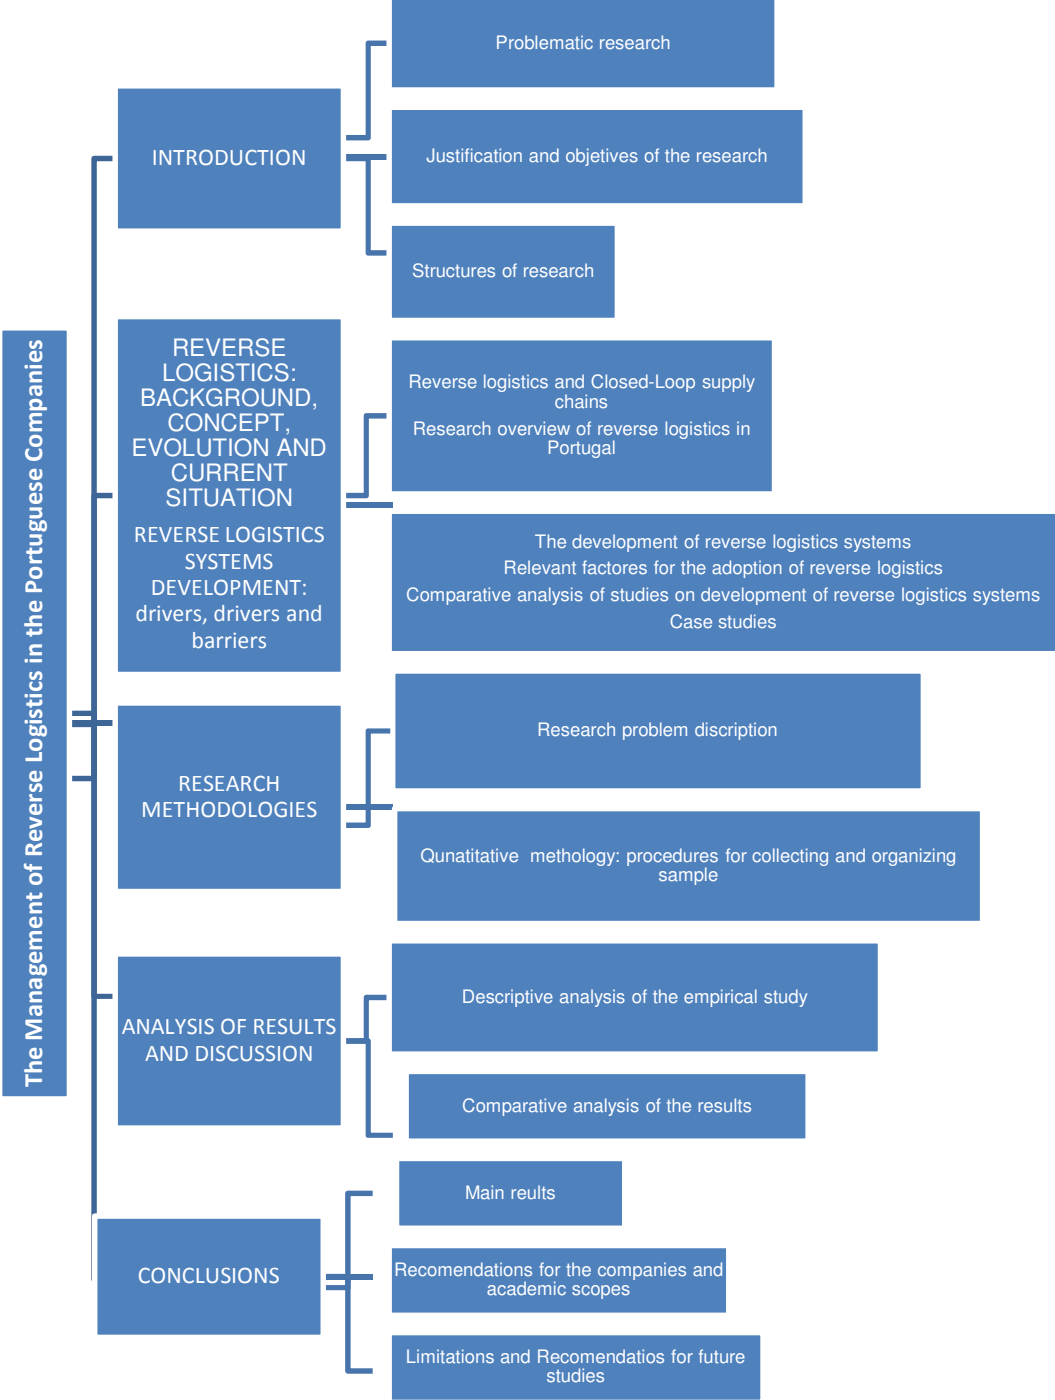 The Management of Reverse Logistics in the Portuguese Companies
INTRODUCTION
Problematic research
Justification and objetives of the research
Structures of research
REVERSE
LOGISTICS:
BACKGROUND,
CONCEPT,
EVOLUTION AND
CURRENT
SITUATION
REVERSE LOGISTICS
SYSTEMS
DEVELOPMENT:
drivers, drivers and
barriers
Reverse logistics and Closed-Loop supply
chains
Research overview of reverse logistics in
Portugal
The development of reverse logistics systems
Relevant factores for the adoption of reverse logistics
Comparative analysis of studies on development of reverse logistics systems
Case studies
RESEARCH
METHODOLOGIES
Research problem discription
Qunatitative methology: procedures for collecting and organizing
sample
ANALYSIS OF RESULTS
AND DISCUSSION
Descriptive analysis of the empirical study
Comparative analysis of the results
CONCLUSIONS
Main reults
Recomendations for the companies and
academic scopes
Limitations and Recomendatios for future
studies